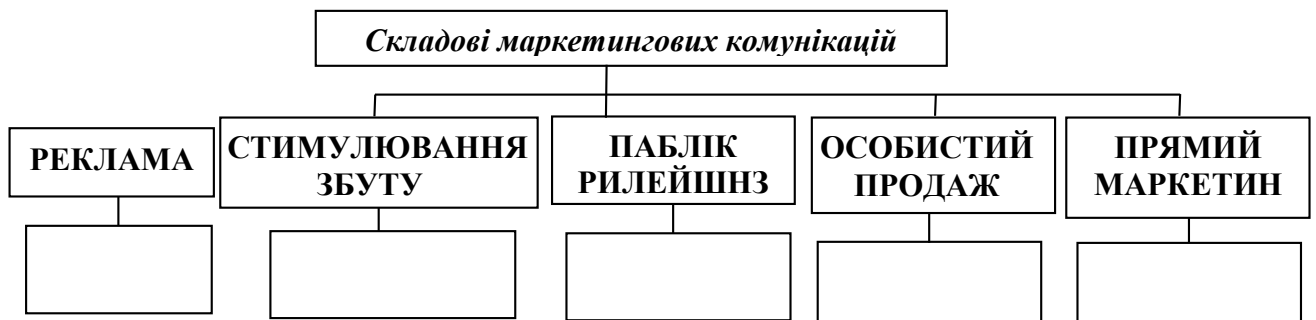 Складові маркетингових комунікацій
РЕКЛАМА
СТИМУЛЮВАННЯ
ЗБУТУ
ПАБЛІК
РИЛЕЙШНЗ
ОСОБИСТИЙ
ПРОДАЖ
ПРЯМИЙ
МАРКЕТИН